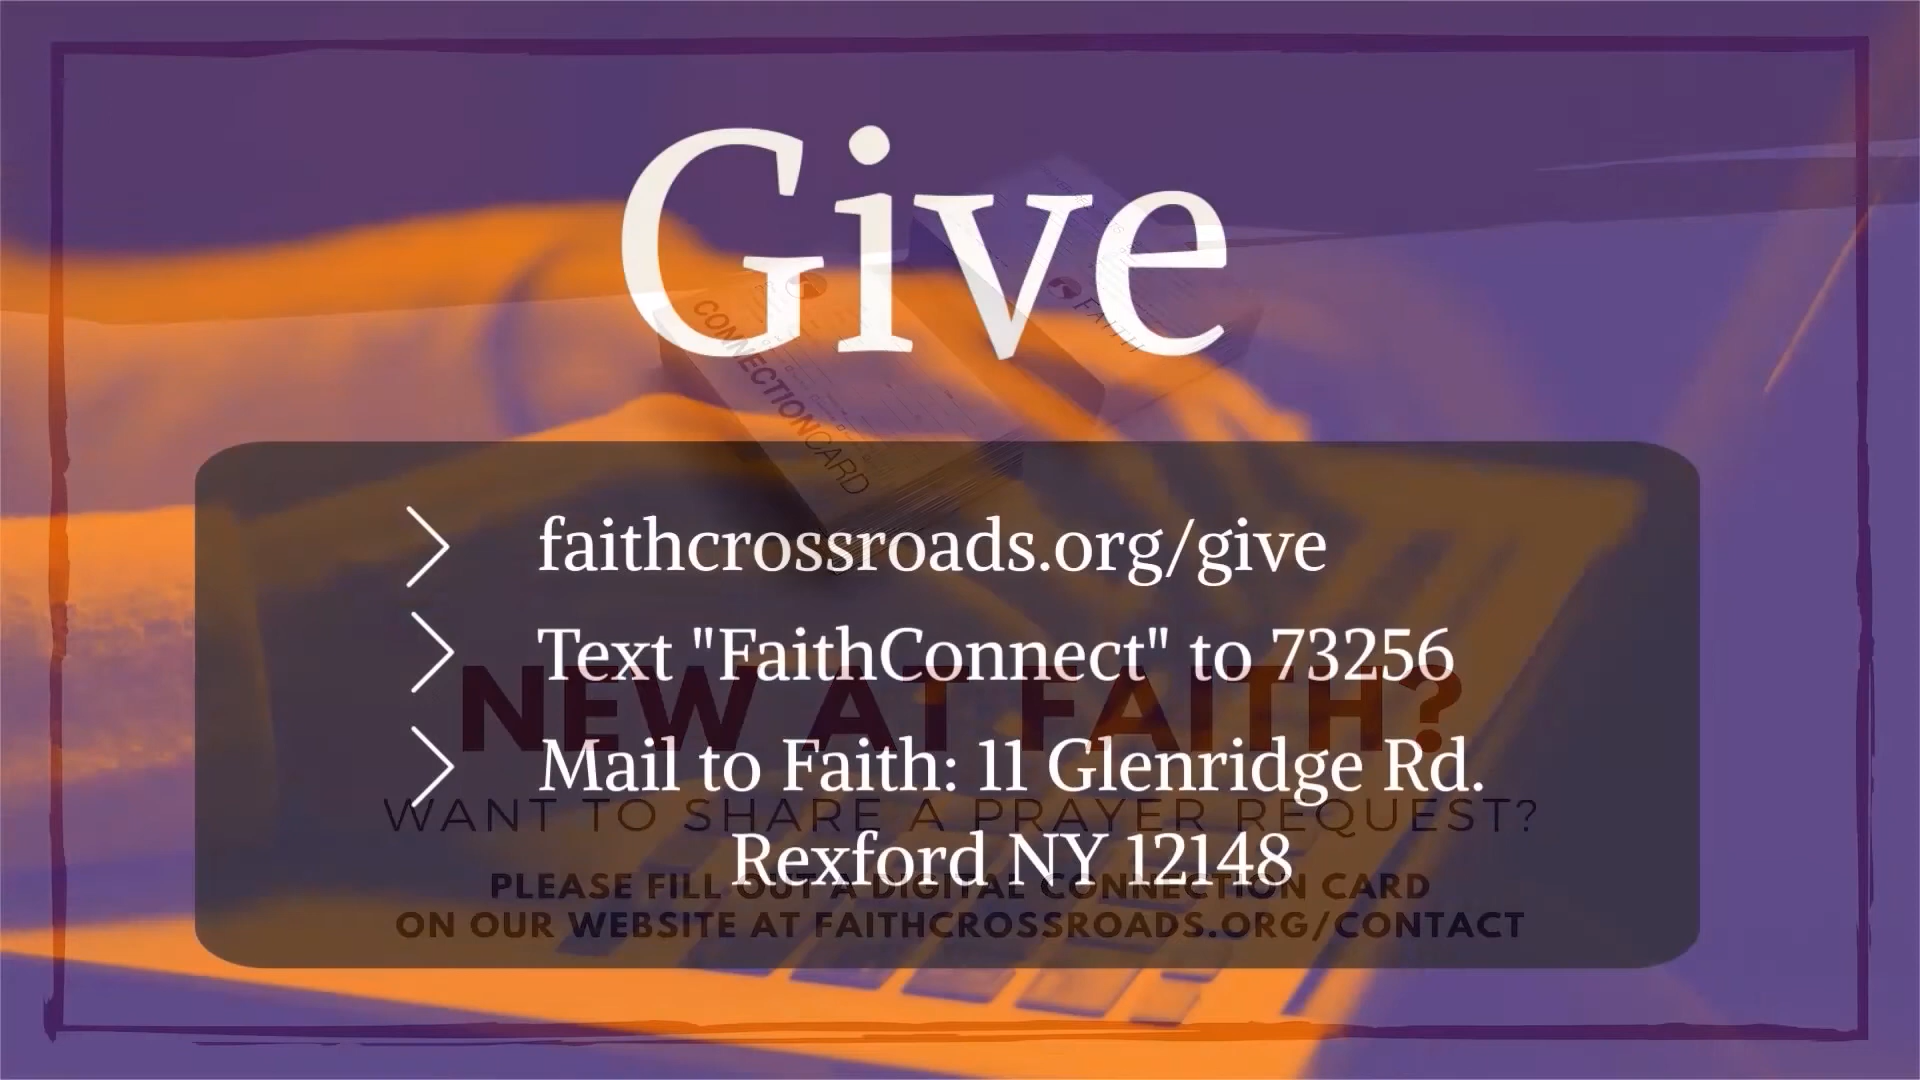 Give
CONNECTION CARD
FAITH
faithcrossroads.org/give
Text "FaithConnect" to 73256
NEW AT FAITH?
Mail to Faith: 11 Glenridge Rd.
WANT TO SHARE A PRAYER REQUEST?
Rexford NY 12148
PLEASE FILL OUT A DIGITAL CONNECTION CARD
ON OUR WEBSITE AT FAITHCROSSROADS.ORG/CONTACT